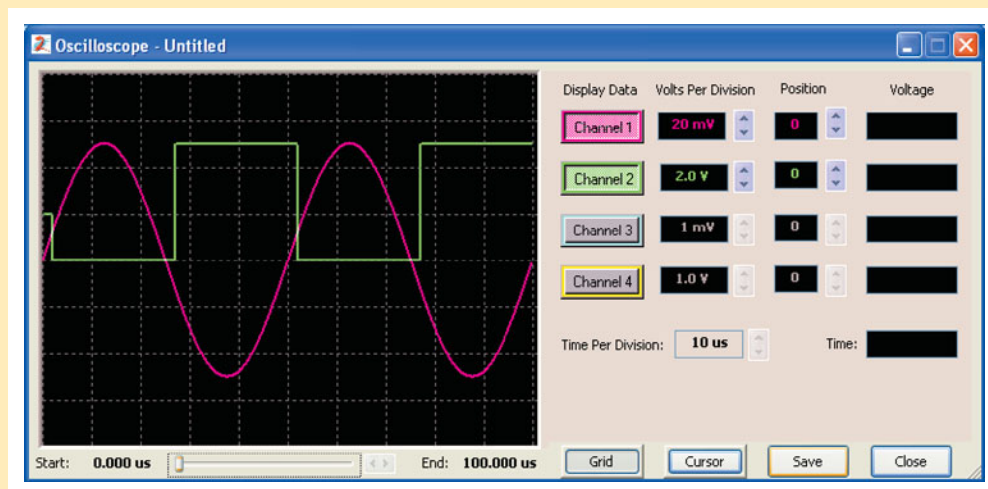 Oscilloscope - Untitled
Display Data Volts Per Division Position Voltage
Channel 1 20 mV 0
Channel 2 2.0 V 0
Channel 3 1 mV 0
Channel 4 1.0 V 0
Time Per Division: 10 us Time:
Start: 0.000 us End: 100.000 us Grid Cursor Save Close